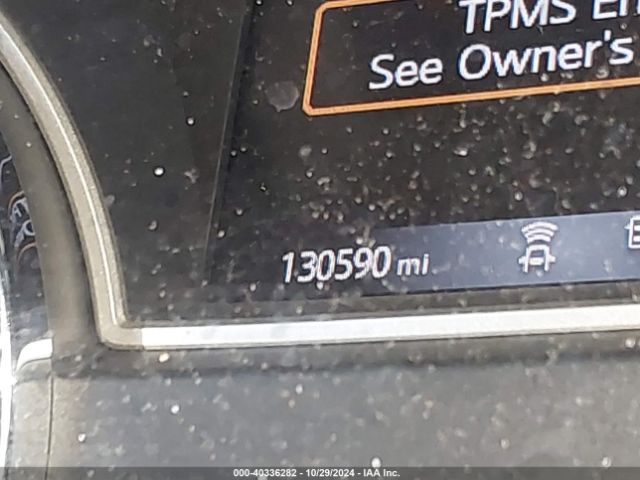 TPMS
See Owner's
130590 mi
000-40336282 - 10/29/2024 - IAA Inc.